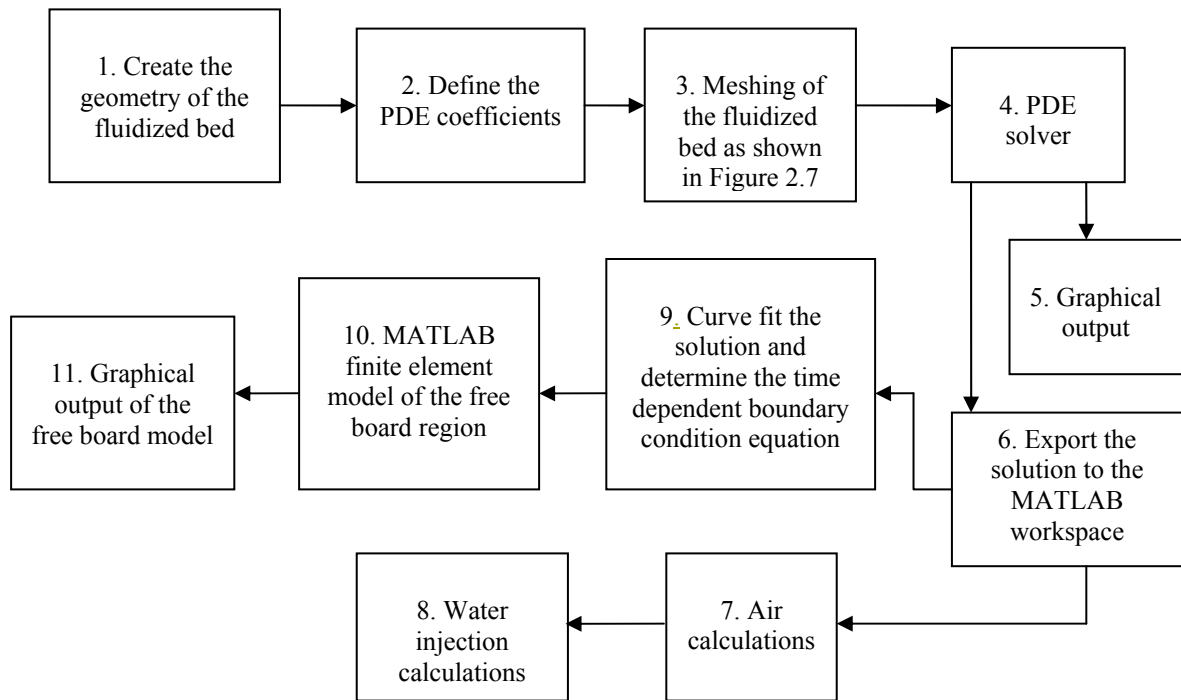 1. Create the
geometry of the
fluidized bed
2. Define the
PDE coefficients
3. Meshing of
the fluidized
bed as shown
in Figure 2.7
4. PDE
solver
5. Graphical
output
6. Export the
solution to the
MATLAB
workspace
7. Air
calculations
8. Water
injection
calculations
9. Curve fit the
solution and
determine the time
dependent boundary
condition equation
10. MATLAB
finite element
model of the free
board region
11. Graphical
output of the
free board model